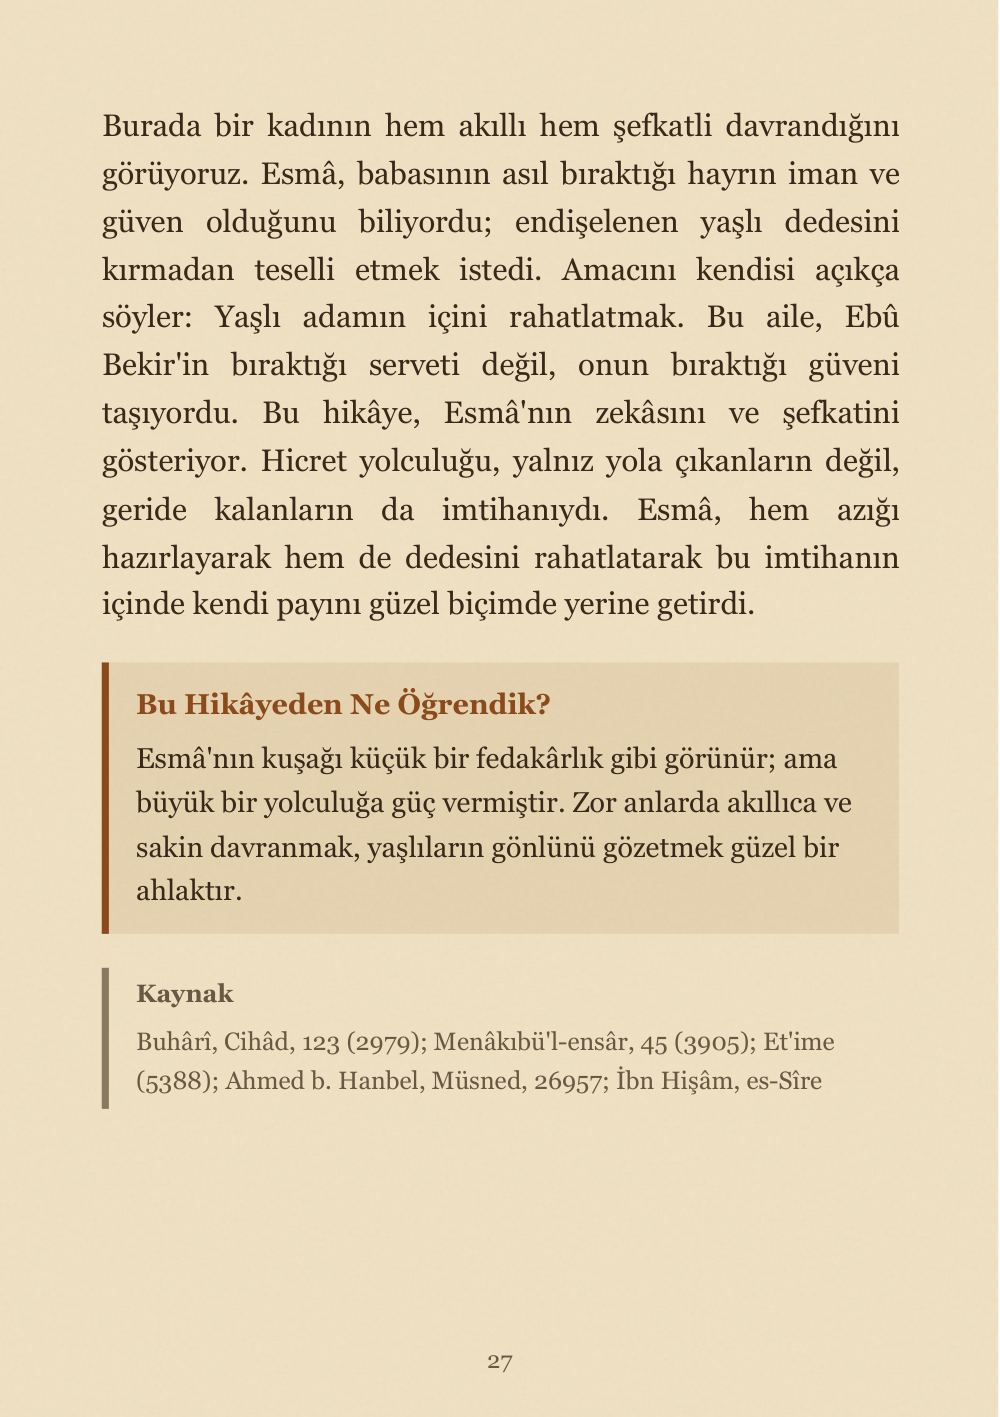 Burada bir kadının hem akıllı hem şefkatli davrandığını
görüyoruz. Esmâ, babasının asıl bıraktığı hayrın iman ve
güven olduğunu biliyordu; endişelenen yaşlı dedesini
kırmadan teselli etmek istedi. Amacını kendisi açıkça
söyler: Yaşlı adamın içini rahatlatmak. Bu aile, Ebû
Bekir'in bıraktığı serveti değil, onun bıraktığı güveni
taşıyordu. Bu hikâye, Esmâ'nın zekâsını ve şefkatini
gösteriyor. Hicret yolculuğu, yalnız yola çıkanların değil,
geride kalanların da imtihanıydı. Esmâ, hem azığı
hazırlayarak hem de dedesini rahatlatarak bu imtihanın
içinde kendi payını güzel biçimde yerine getirdi.
Bu Hikâyeden Ne Öğrendik?
Esmâ'nın kuşağı küçük bir fedakârlık gibi görünür; ama
büyük bir yolculuğa güç vermiştir. Zor anlarda akıllıca ve
sakin davranmak, yaşlıların gönlünü gözetmek güzel bir
ahlaktır.
Kaynak
Buhârî, Cihâd, 123 (2979); Menâkıbü'l-ensâr, 45 (3905); Et'ime
(5388); Ahmed b. Hanbel, Müsned, 26957; İbn Hişâm, es-Sîre
27